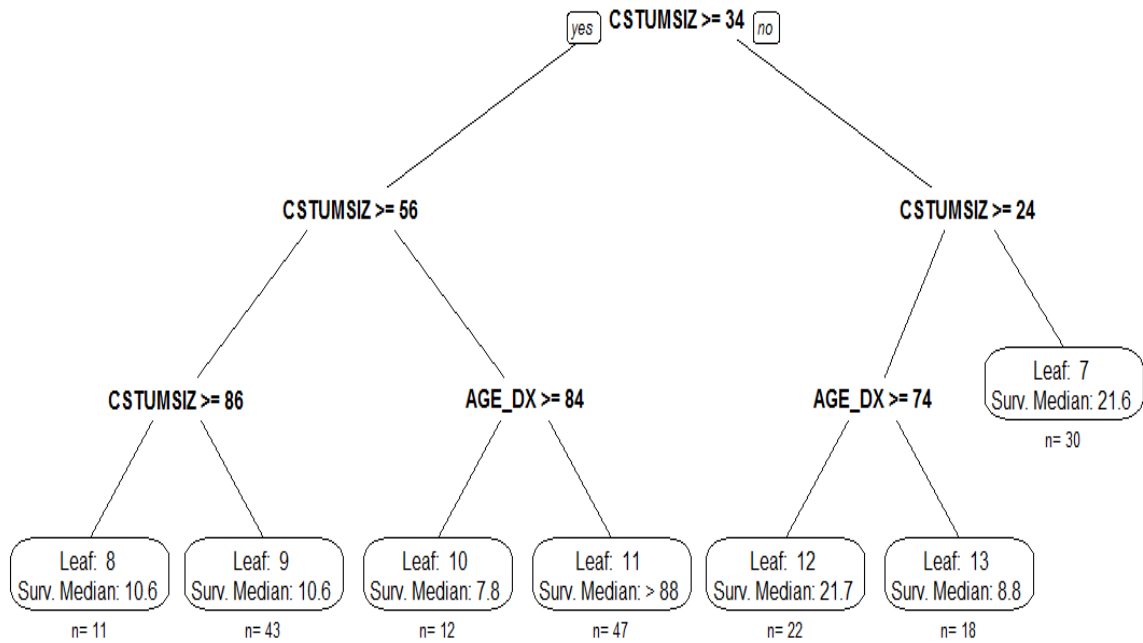 yes CSTUMSIZ >= 34 no
CSTUMSIZ >= 56
CSTUMSIZ >= 24
CSTUMSIZ >= 86
AGE_DX >= 84
AGE_DX >= 74
Leaf: 7
Surv. Median: 21.6
n= 30
Leaf: 8
Surv. Median: 10.6
n= 11
Leaf: 9
Surv. Median: 10.6
n= 43
Leaf: 10
Surv. Median: 7.8
n= 12
Leaf: 11
Surv. Median: > 88
n= 47
Leaf: 12
Surv. Median: 21.7
n= 22
Leaf: 13
Surv. Median: 8.8
n= 18